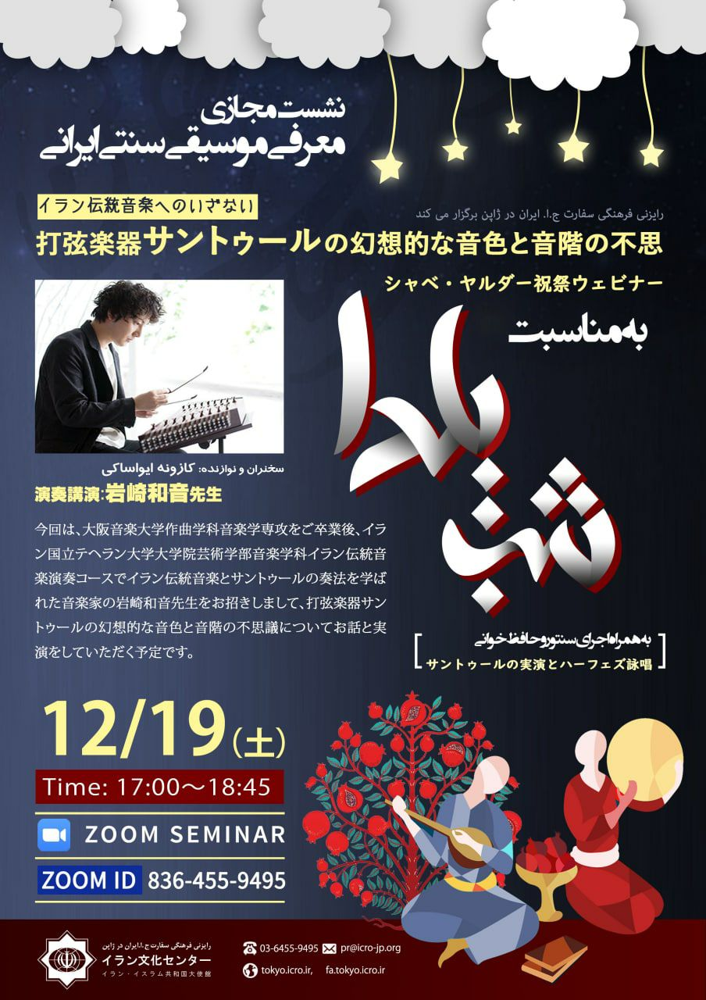 نشست مجازی
معرفی موسیقی سنتی ایرانی
イラン伝統音楽へのいざない
رایزنی فرهنگی سفارت ج.ا. ایران در ژاپن برگزار می کند
打弦楽器サントゥールの幻想的な音色と音階の不思
シャベ・ヤルダー祝祭ウェビナー
به مناسبت
شب یلدا
سخنران و نوازنده: کازونه ایواساکی
演奏講演:岩崎和音先生
今回は、大阪音楽大学作曲学科音楽学専攻をご卒業後、イラ
ン国立テヘラン大学大学院芸術学部音楽学科イラン伝統音
楽演奏コースでイラン伝統音楽とサントゥールの奏法を学ば
れた音楽家の岩崎和音先生をお招きしまして、打弦楽器サン
トゥールの幻想的な音色と音階の不思議についてお話と実
演をしていただく予定です。
[به همراه اجرای سنتور و حافظ خوانی
サントゥールの実演とハーフェズ詠唱]
12/19(土)
Time: 17:00～18:45
ZOOM SEMINAR
ZOOM ID 836-455-9495
رایزنی فرهنگی سفارت ج.ا.ایران در ژاپن
イラン文化センター
イラン・イスラム共和国大使館
03-6455-9495 pr@icro-jp.org
tokyo.icro.ir, fa.tokyo.icro.ir